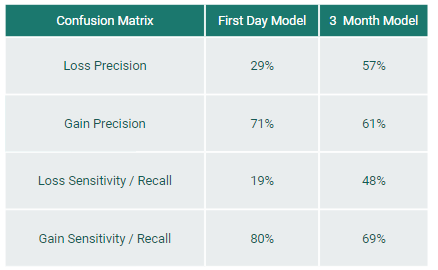 Confusion Matrix First Day Model 3 Month Model
Loss Precision 29% 57%
Gain Precision 71% 61%
Loss Sensitivity / Recall 19% 48%
Gain Sensitivity / Recall 80% 69%